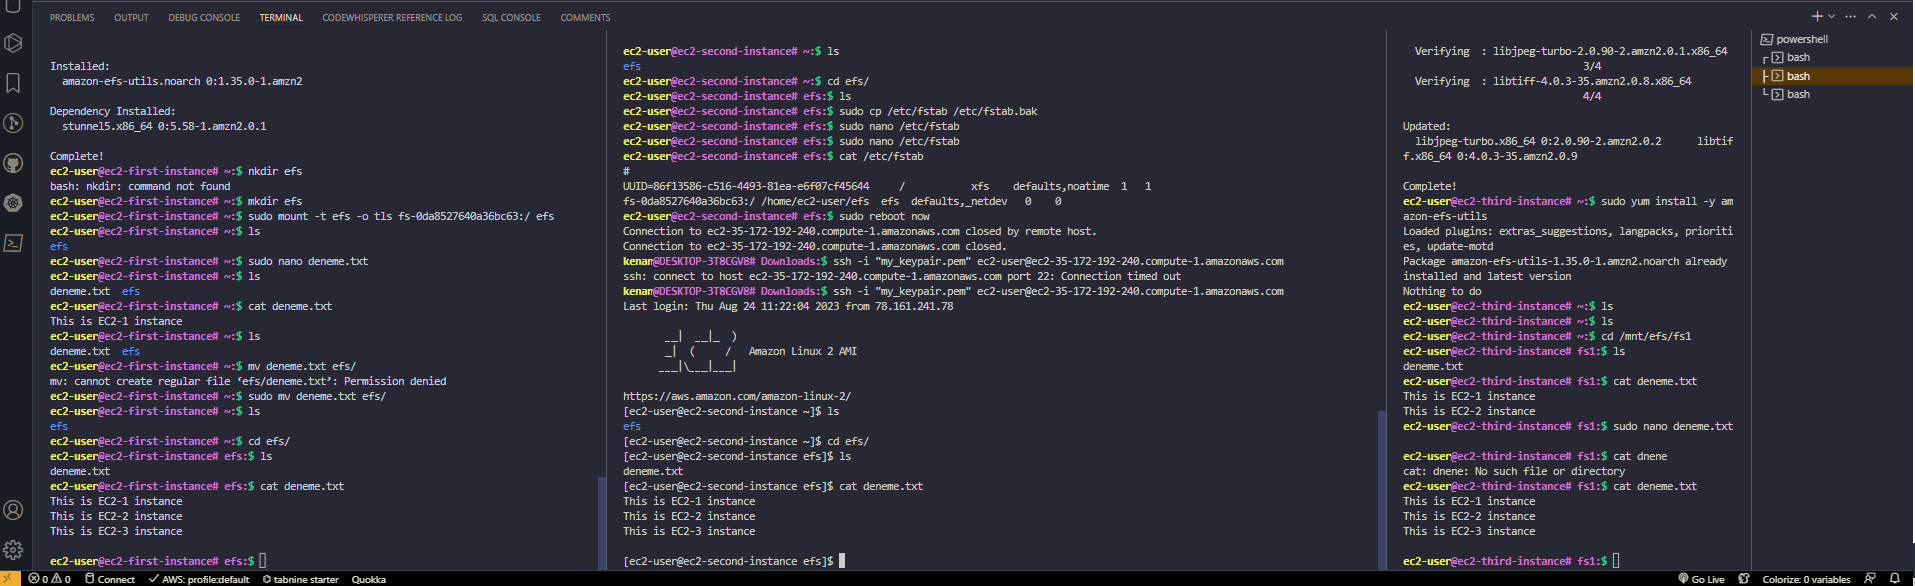 PROBLEMS OUTPUT DEBUG CONSOLE TERMINAL CODEWHISPERER REFERENCE LOG SQL CONSOLE COMMENTS
Installed:
amazon-efs-utils.noarch 0:1.35.0-1.amzn2
Dependency Installed:
stunnel5.x86_64 0:5.58-1.amzn2.0.1
Complete!
ec2-user@ec2-first-instance# ~:$ nkdir efs
bash: nkdir: command not found
ec2-user@ec2-first-instance# ~:$ mkdir efs
ec2-user@ec2-first-instance# ~:$ sudo mount -t efs -o tls fs-0da8527640a36bc63:/ efs
ec2-user@ec2-first-instance# ~:$ ls
efs
ec2-user@ec2-first-instance# ~:$ sudo nano deneme.txt
ec2-user@ec2-first-instance# ~:$ ls
deneme.txt efs
ec2-user@ec2-first-instance# ~:$ cat deneme.txt
This is EC2-1 instance
ec2-user@ec2-first-instance# ~:$ ls
deneme.txt efs
ec2-user@ec2-first-instance# ~:$ mv deneme.txt efs/
mv: cannot create regular file ‘efs/deneme.txt’: Permission denied
ec2-user@ec2-first-instance# ~:$ sudo mv deneme.txt efs/
ec2-user@ec2-first-instance# ~:$ ls
efs
ec2-user@ec2-first-instance# ~:$ cd efs/
ec2-user@ec2-first-instance# efs:$ ls
deneme.txt
ec2-user@ec2-first-instance# efs:$ cat deneme.txt
This is EC2-1 instance
This is EC2-2 instance
This is EC2-3 instance
ec2-user@ec2-first-instance# efs:$
ec2-user@ec2-second-instance# ~:$ ls
efs
ec2-user@ec2-second-instance# ~:$ cd efs/
ec2-user@ec2-second-instance# efs:$ ls
ec2-user@ec2-second-instance# efs:$ sudo cp /etc/fstab /etc/fstab.bak
ec2-user@ec2-second-instance# efs:$ sudo nano /etc/fstab
ec2-user@ec2-second-instance# efs:$ sudo nano /etc/fstab
ec2-user@ec2-second-instance# efs:$ cat /etc/fstab
#
UUID=86f13586-c516-4493-81ea-e6f07cf45644 / xfs defaults,noatime 1 1
fs-0da8527640a36bc63:/ /home/ec2-user/efs efs defaults,_netdev 0 0
ec2-user@ec2-second-instance# efs:$ sudo reboot now
Connection to ec2-35-172-192-240.compute-1.amazonaws.com closed by remote host.
Connection to ec2-35-172-192-240.compute-1.amazonaws.com closed.
kenan@DESKTOP-3T8CGV8# Downloads:$ ssh -i "my_keypair.pem" ec2-user@ec2-35-172-192-240.compute-1.amazonaws.com
ssh: connect to host ec2-35-172-192-240.compute-1.amazonaws.com port 22: Connection timed out
kenan@DESKTOP-3T8CGV8# Downloads:$ ssh -i "my_keypair.pem" ec2-user@ec2-35-172-192-240.compute-1.amazonaws.com
Last login: Thu Aug 24 11:22:04 2023 from 78.161.241.78
__| __|_ )
_| ( / Amazon Linux 2 AMI
___|\___|___|
https://aws.amazon.com/amazon-linux-2/
[ec2-user@ec2-second-instance ~]$ ls
efs
[ec2-user@ec2-second-instance ~]$ cd efs/
[ec2-user@ec2-second-instance efs]$ ls
deneme.txt
[ec2-user@ec2-second-instance efs]$ cat deneme.txt
This is EC2-1 instance
This is EC2-2 instance
This is EC2-3 instance
[ec2-user@ec2-second-instance efs]$
Verifying : libjpeg-turbo-2.0.90-2.amzn2.0.1.x86_64
3/4
Verifying : libtiff-4.0.3-35.amzn2.0.8.x86_64
4/4
Updated:
libjpeg-turbo.x86_64 0:2.0.90-2.amzn2.0.2 libtif
f.x86_64 0:4.0.3-35.amzn2.0.9
Complete!
ec2-user@ec2-third-instance# ~:$ sudo yum install -y am
azon-efs-utils
Loaded plugins: extras_suggestions, langpacks, prioriti
es, update-motd
Package amazon-efs-utils-1.35.0-1.amzn2.noarch already
installed and latest version
Nothing to do
ec2-user@ec2-third-instance# ~:$ ls
ec2-user@ec2-third-instance# ~:$ ls
ec2-user@ec2-third-instance# ~:$ cd /mnt/efs/fs1
ec2-user@ec2-third-instance# fs1:$ ls
deneme.txt
ec2-user@ec2-third-instance# fs1:$ cat deneme.txt
This is EC2-1 instance
This is EC2-2 instance
ec2-user@ec2-third-instance# fs1:$ sudo nano deneme.txt
ec2-user@ec2-third-instance# fs1:$ cat dnene
cat: dnene: No such file or directory
ec2-user@ec2-third-instance# fs1:$ cat deneme.txt
This is EC2-1 instance
This is EC2-2 instance
This is EC2-3 instance
ec2-user@ec2-third-instance# fs1:$
powershell
bash
bash
bash
0 0 Connect AWS: profile:default tabnine starter Quokka Go Live Colorize: 0 variables